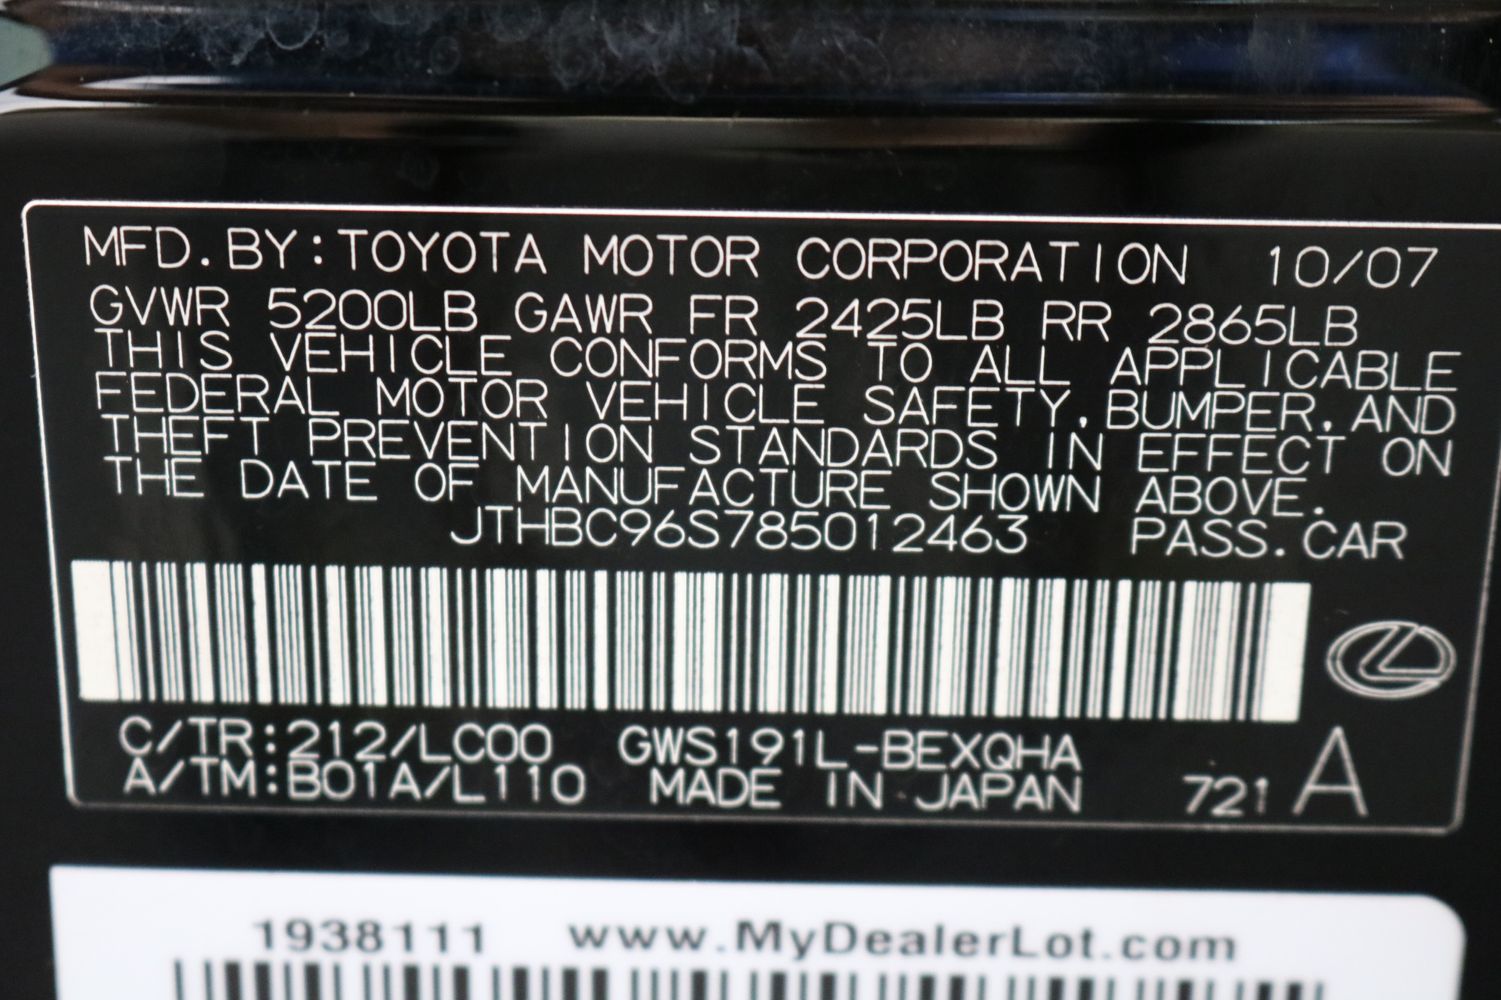 MFD. BY: TOYOTA MOTOR CORPORATION 10/07
GVWR 5200LB GAWR FR 2425LB RR 2865LB
THIS VEHICLE CONFORMS TO ALL APPLICABLE
FEDERAL MOTOR VEHICLE SAFETY, BUMPER, AND
THEFT PREVENTION STANDARDS IN EFFECT ON
THE DATE OF MANUFACTURE SHOWN ABOVE.
JTHBC96S785012463 PASS. CAR
C/TR: 212/LC00 GWS191L-BEXQHA
A/TM: B01A/L110 MADE IN JAPAN 721 A
1938111 www.MyDealerLot.com